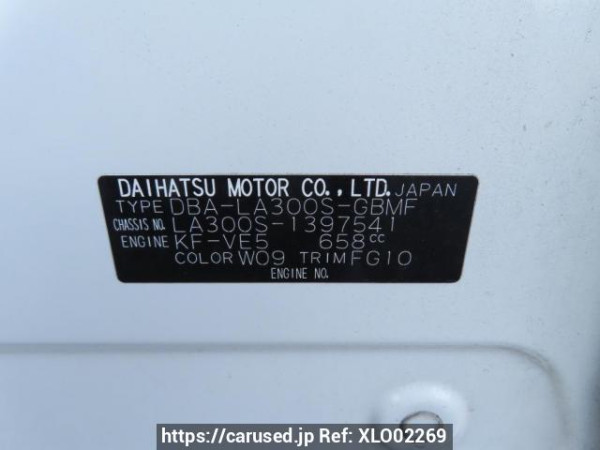 DAIHATSU MOTOR CO., LTD. JAPAN
TYPE DBA-LA300S-GBMF
CHASSIS NO. LA300S-1397541
ENGINE KF-VE5 658cc
COLOR W09 TRIM FG10
ENGINE NO.
https://carused.jp Ref: XLO02269